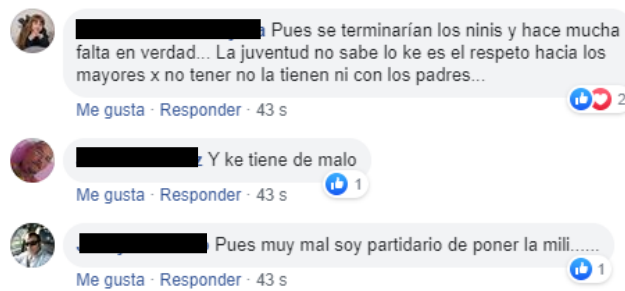 a Pues se terminarían los ninis y hace mucha
falta en verdad... La juventud no sabe lo ke es el respeto hacia los
mayores x no tener no la tienen ni con los padres...
Me gusta · Responder · 43 s
2
Y ke tiene de malo
Me gusta · Responder · 43 s
1
Pues muy mal soy partidario de poner la mili......
Me gusta · Responder · 43 s
1